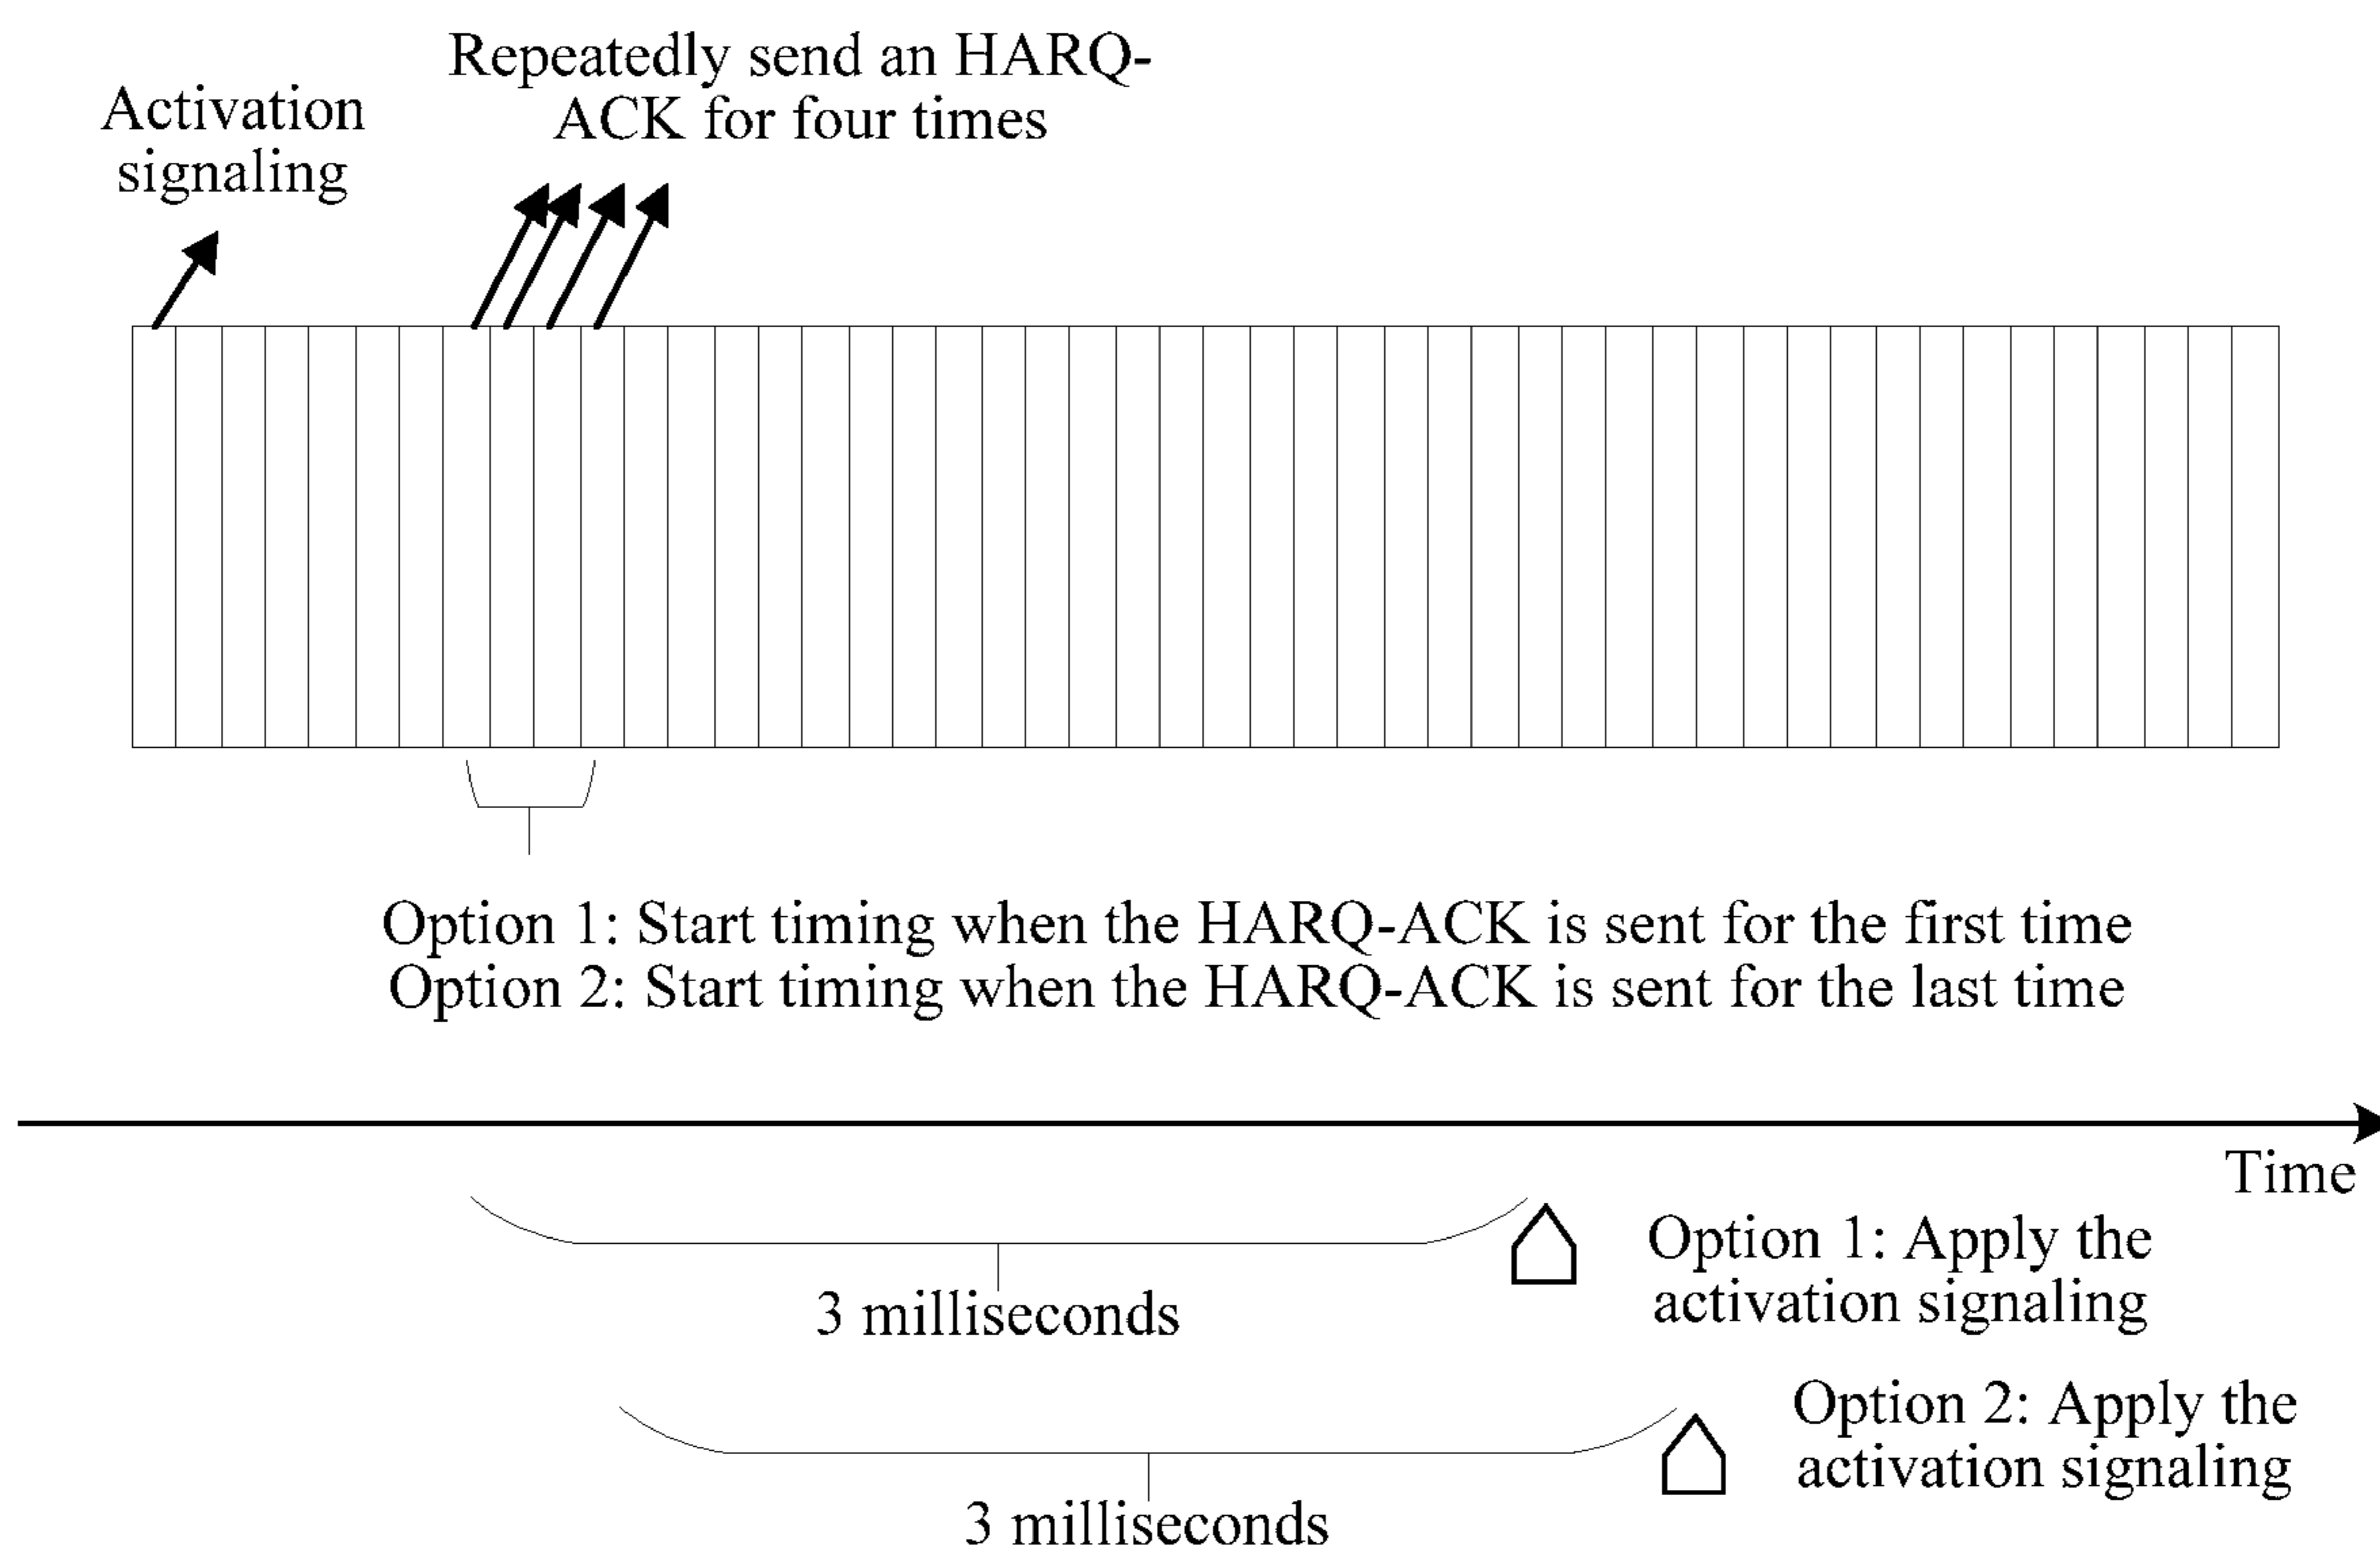 Activation
signaling
Repeatedly send an HARQ-
ACK for four times
Option 1: Start timing when the HARQ-ACK is sent for the first time
Option 2: Start timing when the HARQ-ACK is sent for the last time
Time
3 milliseconds
Option 1: Apply the
activation signaling
3 milliseconds
Option 2: Apply the
activation signaling